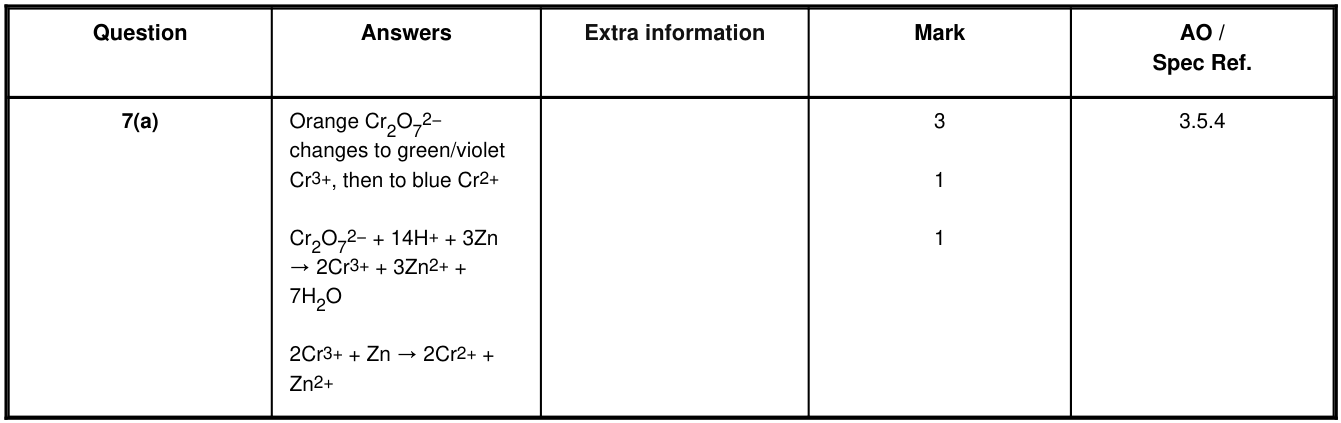 Question Answers Extra information Mark AO /
Spec Ref.
7(a) Orange Cr₂O₇²⁻ 3 3.5.4
changes to green/violet
Cr³⁺, then to blue Cr²⁺ 1
Cr₂O₇²⁻ + 14H⁺ + 3Zn 1
→ 2Cr³⁺ + 3Zn²⁺ +
7H₂O
2Cr³⁺ + Zn → 2Cr²⁺ +
Zn²⁺